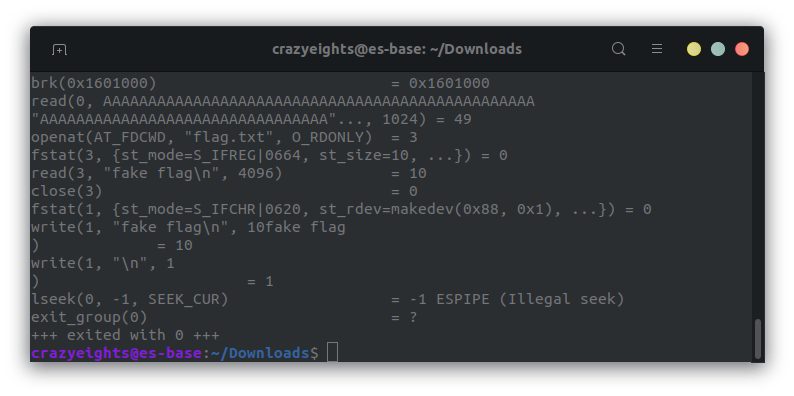 crazyeights@es-base: ~/Downloads
brk(0x1601000)                          = 0x1601000
read(0, AAAAAAAAAAAAAAAAAAAAAAAAAAAAAAAAAAAAAAAAAAAAAAAA
"AAAAAAAAAAAAAAAAAAAAAAAAAAAAAAAA"..., 1024) = 49
openat(AT_FDCWD, "flag.txt", O_RDONLY)  = 3
fstat(3, {st_mode=S_IFREG|0664, st_size=10, ...}) = 0
read(3, "fake flag\n", 4096)            = 10
close(3)                                = 0
fstat(1, {st_mode=S_IFCHR|0620, st_rdev=makedev(0x88, 0x1), ...}) = 0
write(1, "fake flag\n", 10fake flag
)             = 10
write(1, "\n", 1
)                       = 1
lseek(0, -1, SEEK_CUR)                  = -1 ESPIPE (Illegal seek)
exit_group(0)                           = ?
+++ exited with 0 +++
crazyeights@es-base:~/Downloads$